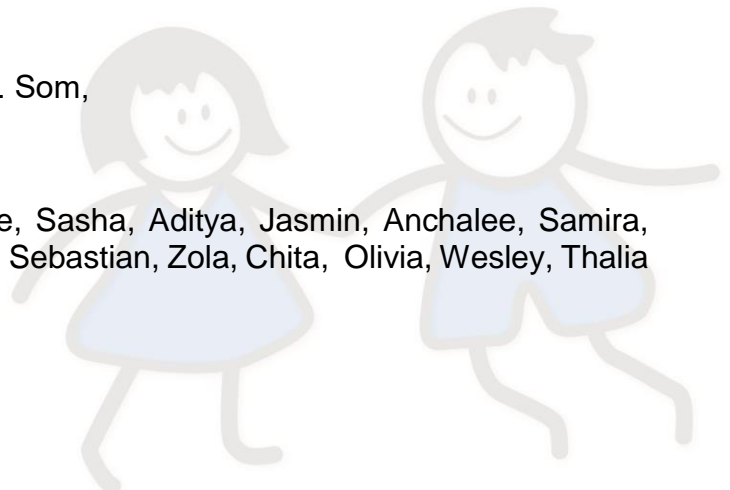 . Som,
e, Sasha, Aditya, Jasmin, Anchalee, Samira,
Sebastian, Zola, Chita, Olivia, Wesley, Thalia